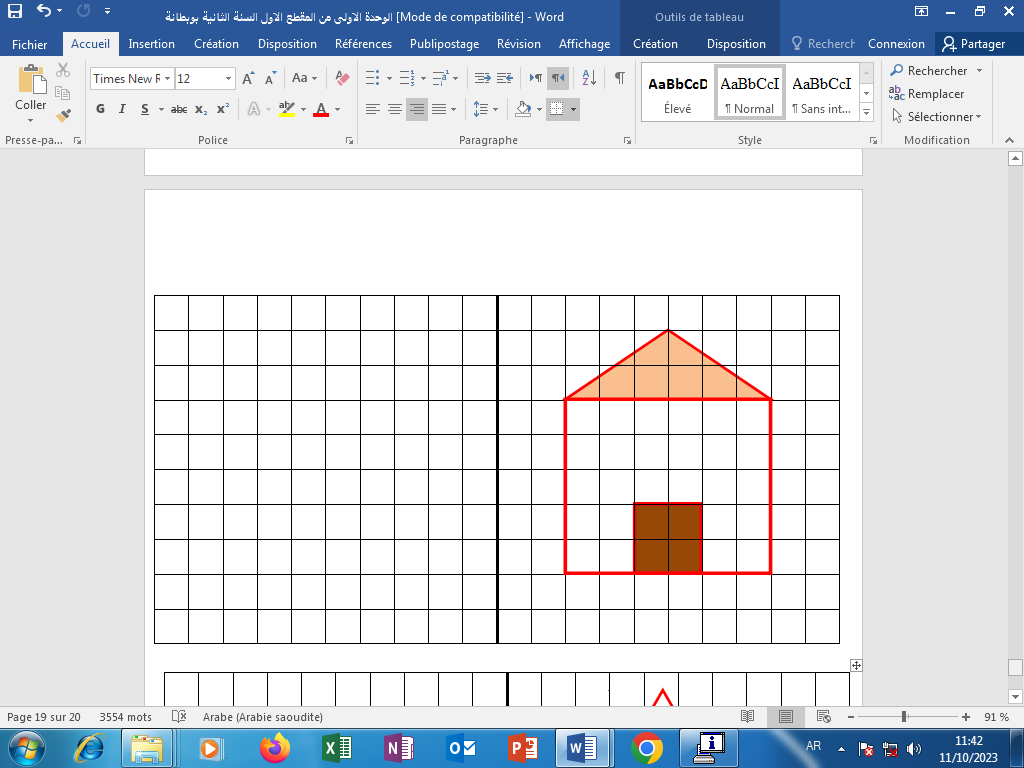 الوحدة الاولى من المقطع الاول السنة الثانية بوبطانة [Mode de compatibilité] - Word
Outils de tableau
Fichier Accueil Insertion Création Disposition Références Publipostage Révision Affichage Création Disposition Recherch Connexion Partager
Coller
Times New R 12 Aa
G I S abc x₂ x² A ab A
AaBbCcD AaBbCcI AaBbCcI
Élevé ¶ Normal ¶ Sans int...
Rechercher
Remplacer
Sélectionner
Presse-pa... Police Paragraphe Style Modification
Page 19 sur 20 3554 mots Arabe (Arabie saoudite) 91 %
AR 11:42
11/10/2023